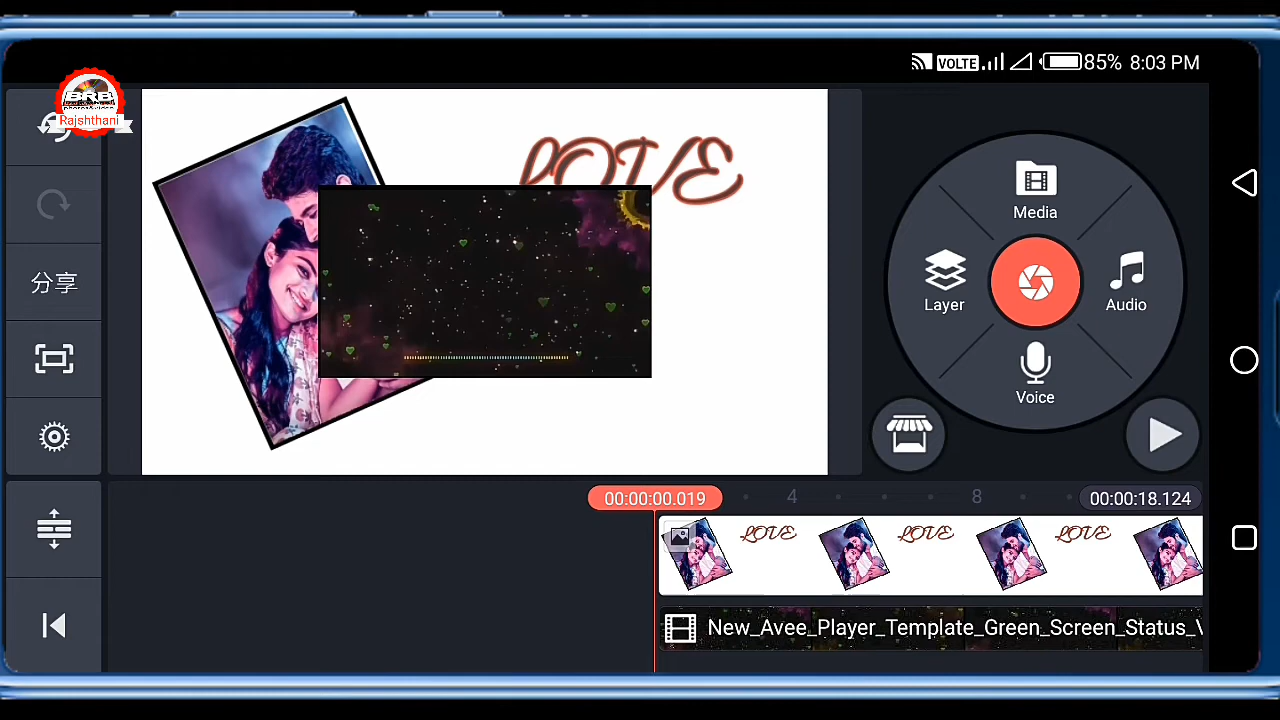 VOLTE 85% 8:03 PM
BRB
Rajshthani
LOVE
分享
Media
Layer
Audio
Voice
00:00:00.019
4
8
00:00:18.124
LOVE LOVE LOVE
New_Avee_Player_Template_Green_Screen_Status_V